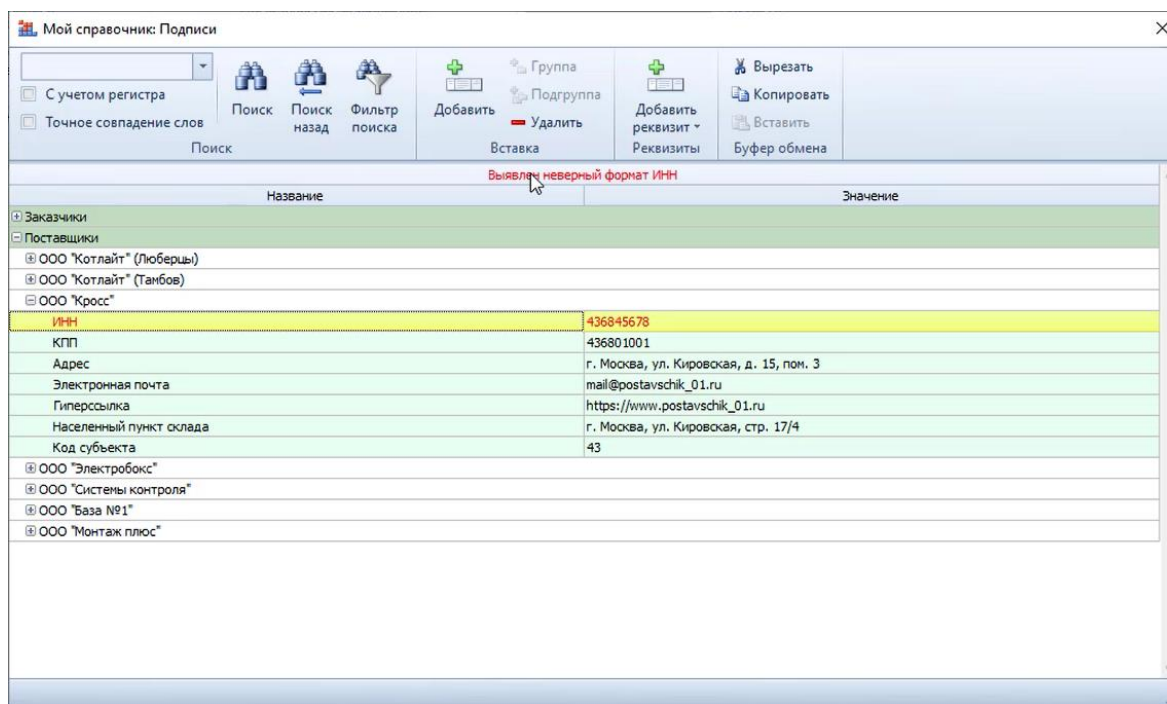 Мой справочник: Подписи
С учетом регистра
Точное совпадение слов
Поиск
Поиск назад
Фильтр поиска
Поиск
Добавить
Группа
Подгруппа
Удалить
Вставка
Добавить реквизит
Реквизиты
Вырезать
Копировать
Вставить
Буфер обмена
Выявлен неверный формат ИНН
Название Значение
Заказчики
Поставщики
ООО "Котлайт" (Люберцы)
ООО "Котлайт" (Тамбов)
ООО "Кросс"
ИНН 436845678
КПП 436801001
Адрес г. Москва, ул. Кировская, д. 15, пом. 3
Электронная почта mail@postavschik_01.ru
Гиперссылка https://www.postavschik_01.ru
Населенный пункт склада г. Москва, ул. Кировская, стр. 17/4
Код субъекта 43
ООО "Электробокс"
ООО "Системы контроля"
ООО "База №1"
ООО "Монтаж плюс"